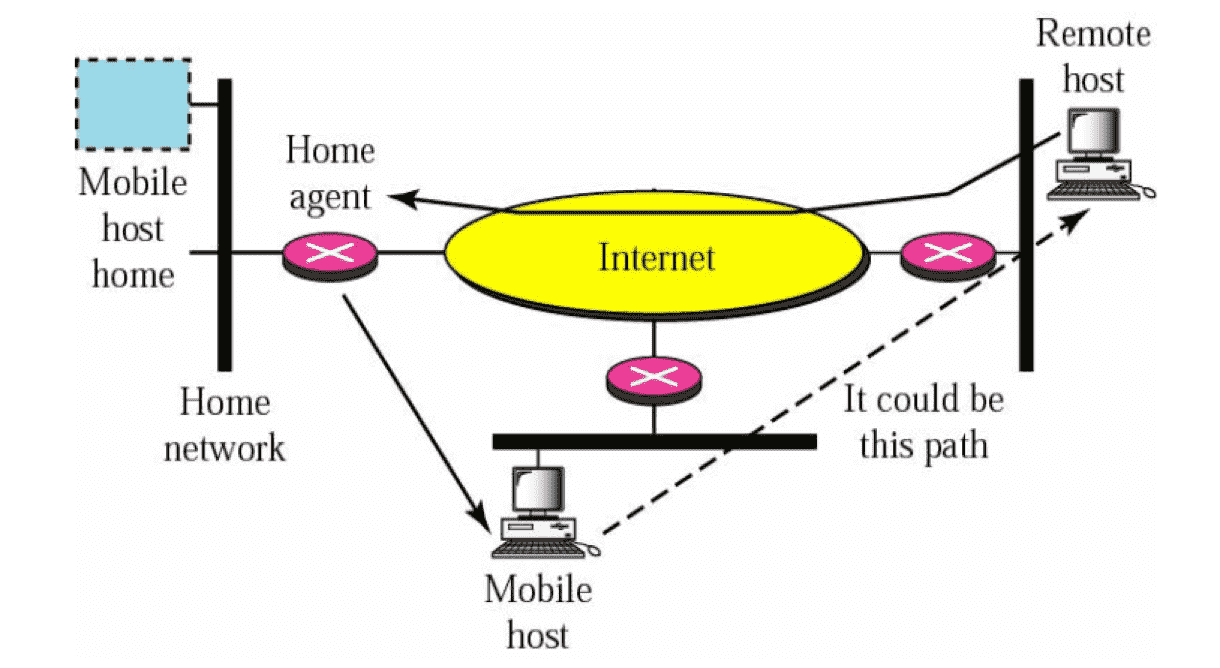 Remote
host
Home
agent
Mobile
host
home
Internet
Home
network
It could be
this path
Mobile
host